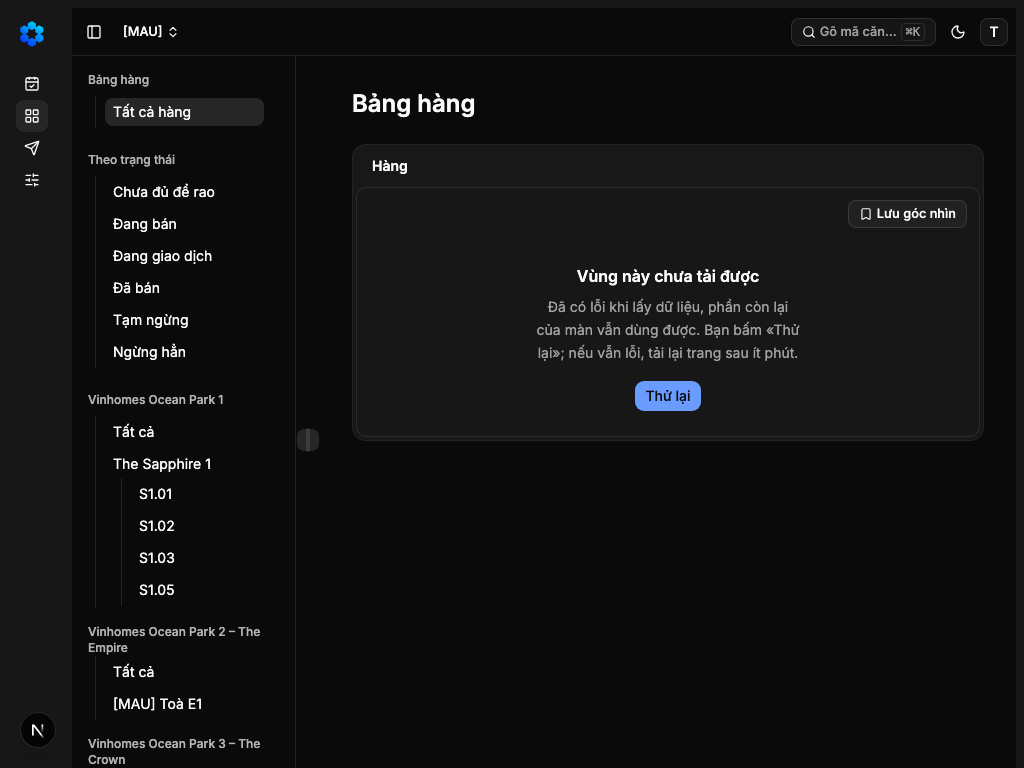 [MAU]
Gõ mã căn... ⌘K
T
Bảng hàng
Tất cả hàng
Theo trạng thái
Chưa đủ để rao
Đang bán
Đang giao dịch
Đã bán
Tạm ngừng
Ngừng hẳn
Vinhomes Ocean Park 1
Tất cả
The Sapphire 1
S1.01
S1.02
S1.03
S1.05
Vinhomes Ocean Park 2 – The
Empire
Tất cả
[MAU] Toà E1
Vinhomes Ocean Park 3 – The
Crown
N
Bảng hàng
Hàng
Lưu góc nhìn
Vùng này chưa tải được
Đã có lỗi khi lấy dữ liệu, phần còn lại
của màn vẫn dùng được. Bạn bấm «Thử
lại»; nếu vẫn lỗi, tải lại trang sau ít phút.
Thử lại